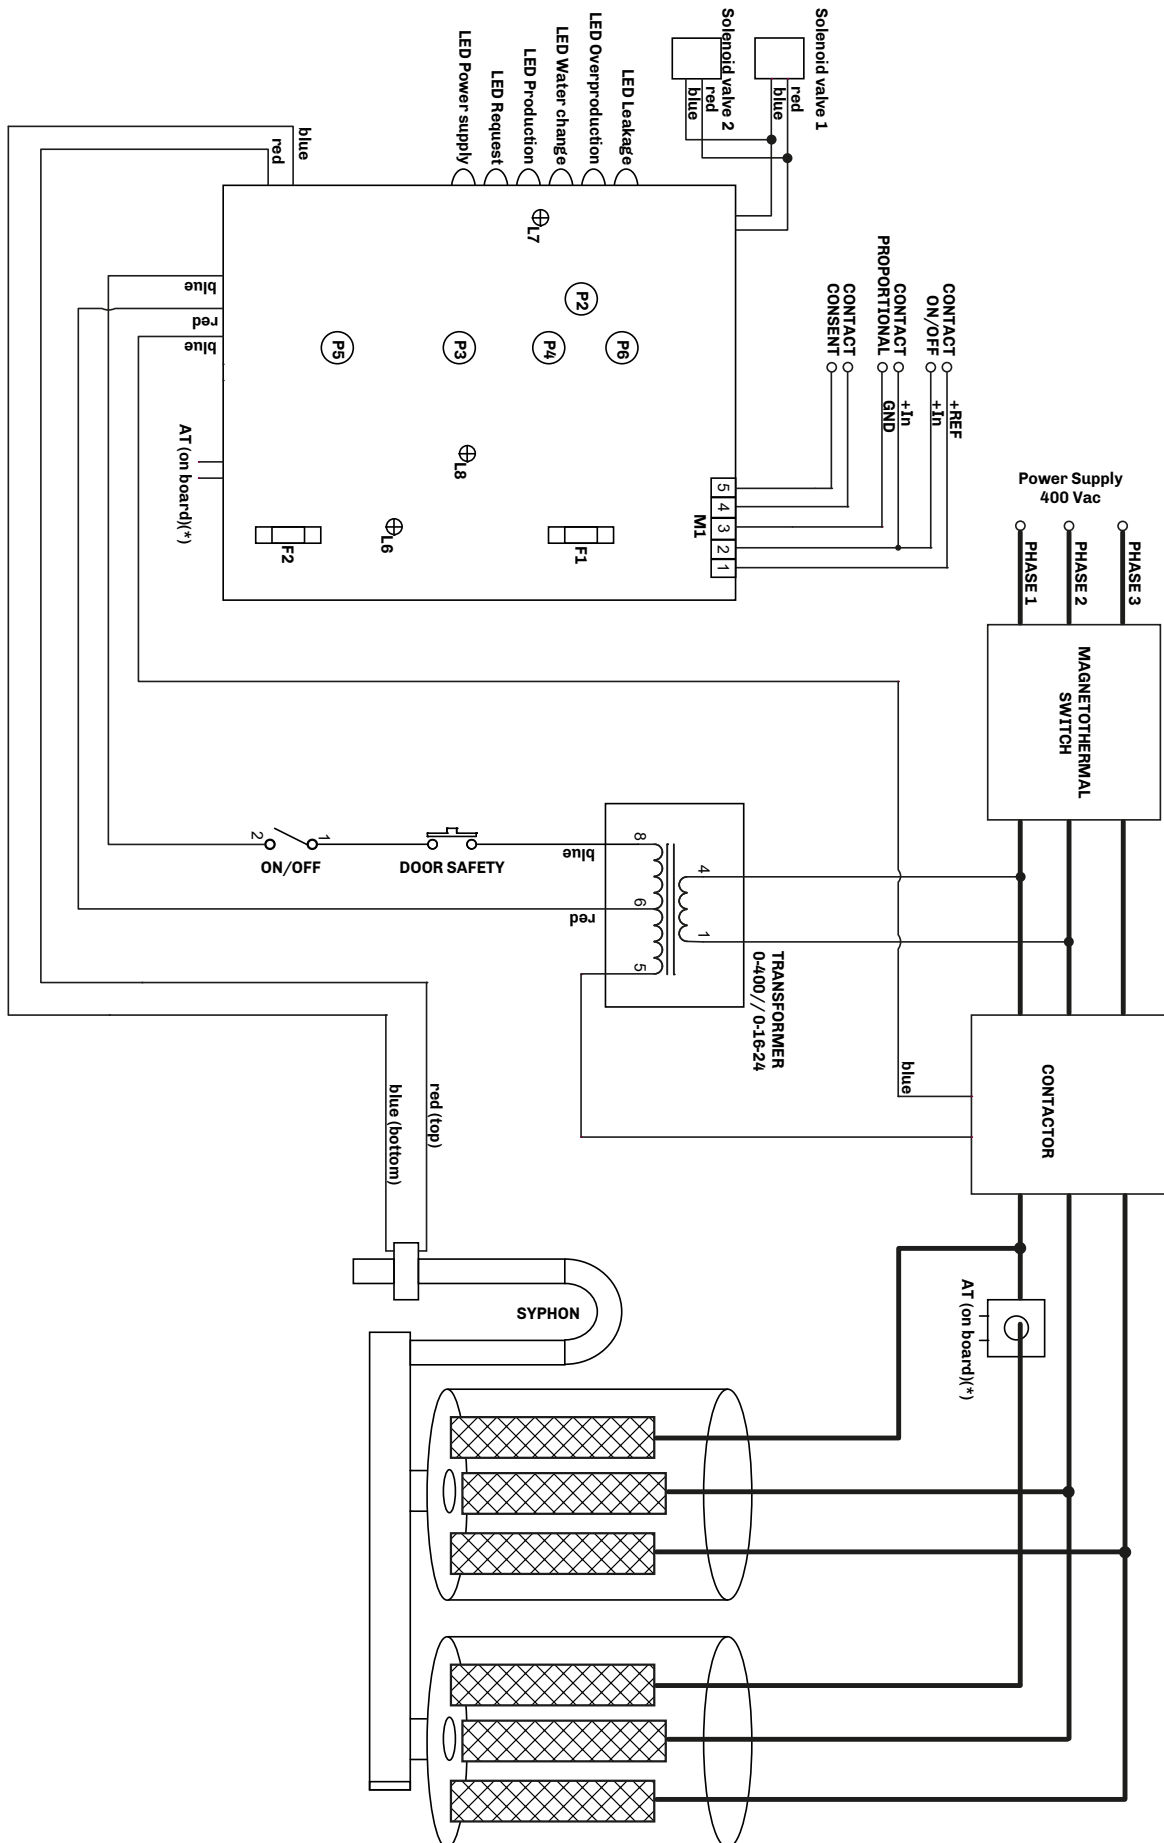 Solenoid valve 1
red
blue
Solenoid valve 2
red
blue
LED Leakage
LED Overproduction
LED Water change
LED Production
LED Request
LED Power supply
blue
red
L7
P2
P5
P3
P4
P6
L8
L6
F2
F1
M1
5
4
3
2
1
CONTACT
CONSENT
CONTACT
PROPORTIONAL
CONTACT
ON/OFF
GND
+In
+In
+REF
blue
red
blue
AT (on board)(*)
Power Supply
400 Vac
PHASE 1
PHASE 2
PHASE 3
MAGNETOTHERMAL
SWITCH
2
1
ON/OFF
DOOR SAFETY
blue
red
8
6
5
4
1
TRANSFORMER
0-400// 0-16-24
blue
CONTACTOR
red (top)
blue (bottom)
SYPHON
AT (on board)(*)